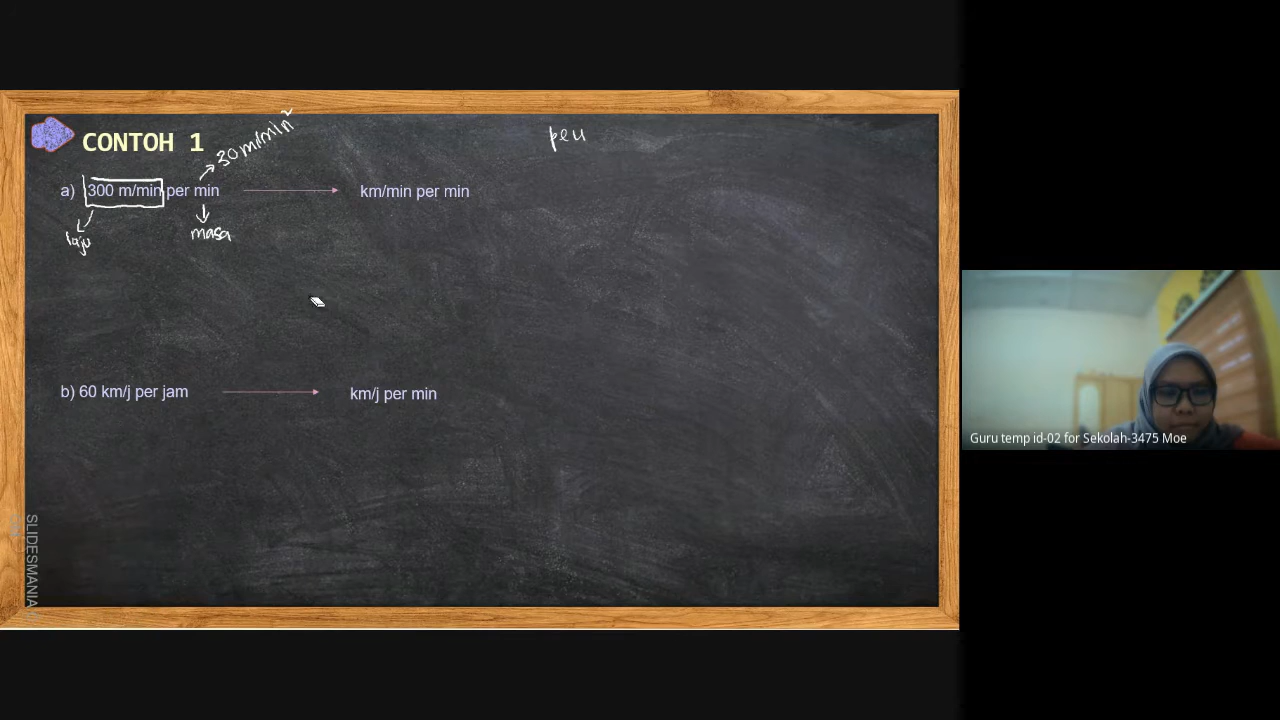 CONTOH 1
30 m/min²
peu
a) 300 m/min per min
km/min per min
laju
masa
b) 60 km/j per jam
km/j per min
SLIDESMANIA
Guru temp id-02 for Sekolah-3475 Moe